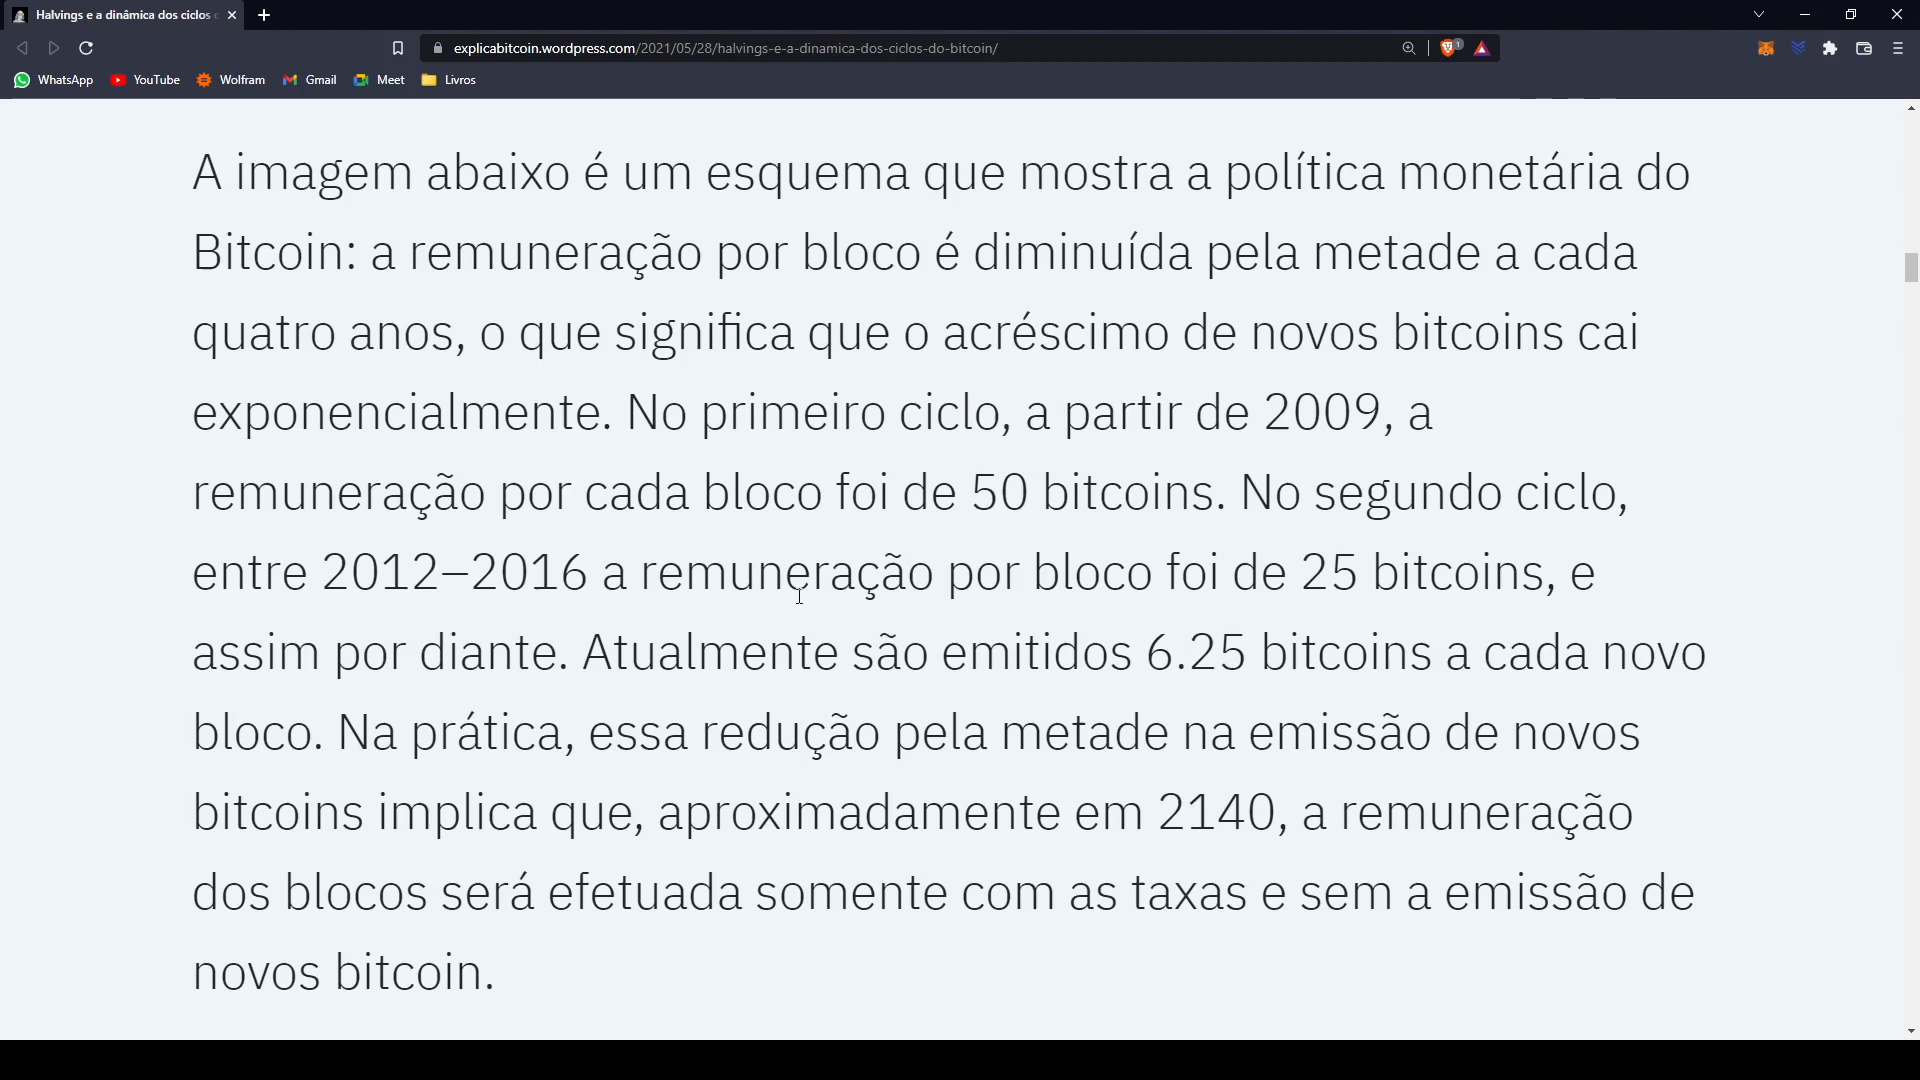 Halvings e a dinâmica dos ciclos
explicabitcoin.wordpress.com/2021/05/28/halvings-e-a-dinamica-dos-ciclos-do-bitcoin/
1
WhatsApp YouTube Wolfram Gmail Meet Livros
A imagem abaixo é um esquema que mostra a política monetária do
Bitcoin: a remuneração por bloco é diminuída pela metade a cada
quatro anos, o que significa que o acréscimo de novos bitcoins cai
exponencialmente. No primeiro ciclo, a partir de 2009, a
remuneração por cada bloco foi de 50 bitcoins. No segundo ciclo,
entre 2012–2016 a remuneração por bloco foi de 25 bitcoins, e
assim por diante. Atualmente são emitidos 6.25 bitcoins a cada novo
bloco. Na prática, essa redução pela metade na emissão de novos
bitcoins implica que, aproximadamente em 2140, a remuneração
dos blocos será efetuada somente com as taxas e sem a emissão de
novos bitcoin.